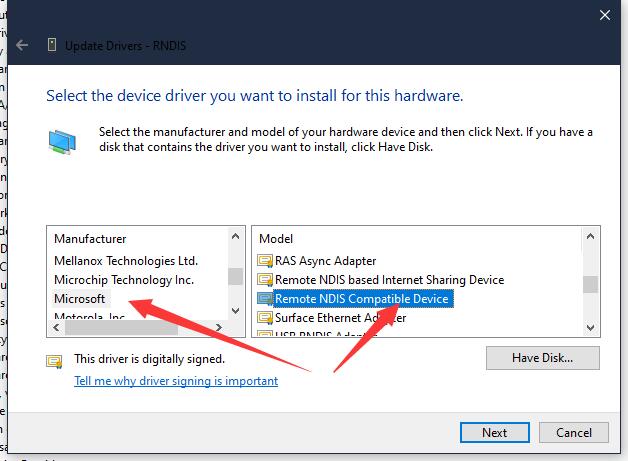 Update Drivers - RNDIS
Select the device driver you want to install for this hardware.
Select the manufacturer and model of your hardware device and then click Next. If you have a
disk that contains the driver you want to install, click Have Disk.
Manufacturer
Mellanox Technologies Ltd.
Microchip Technology Inc.
Microsoft
Motorola, Inc.
Model
RAS Async Adapter
Remote NDIS based Internet Sharing Device
Remote NDIS Compatible Device
Surface Ethernet Adapter
USB RNDIS Adapter
This driver is digitally signed.
Tell me why driver signing is important
Have Disk...
Next
Cancel